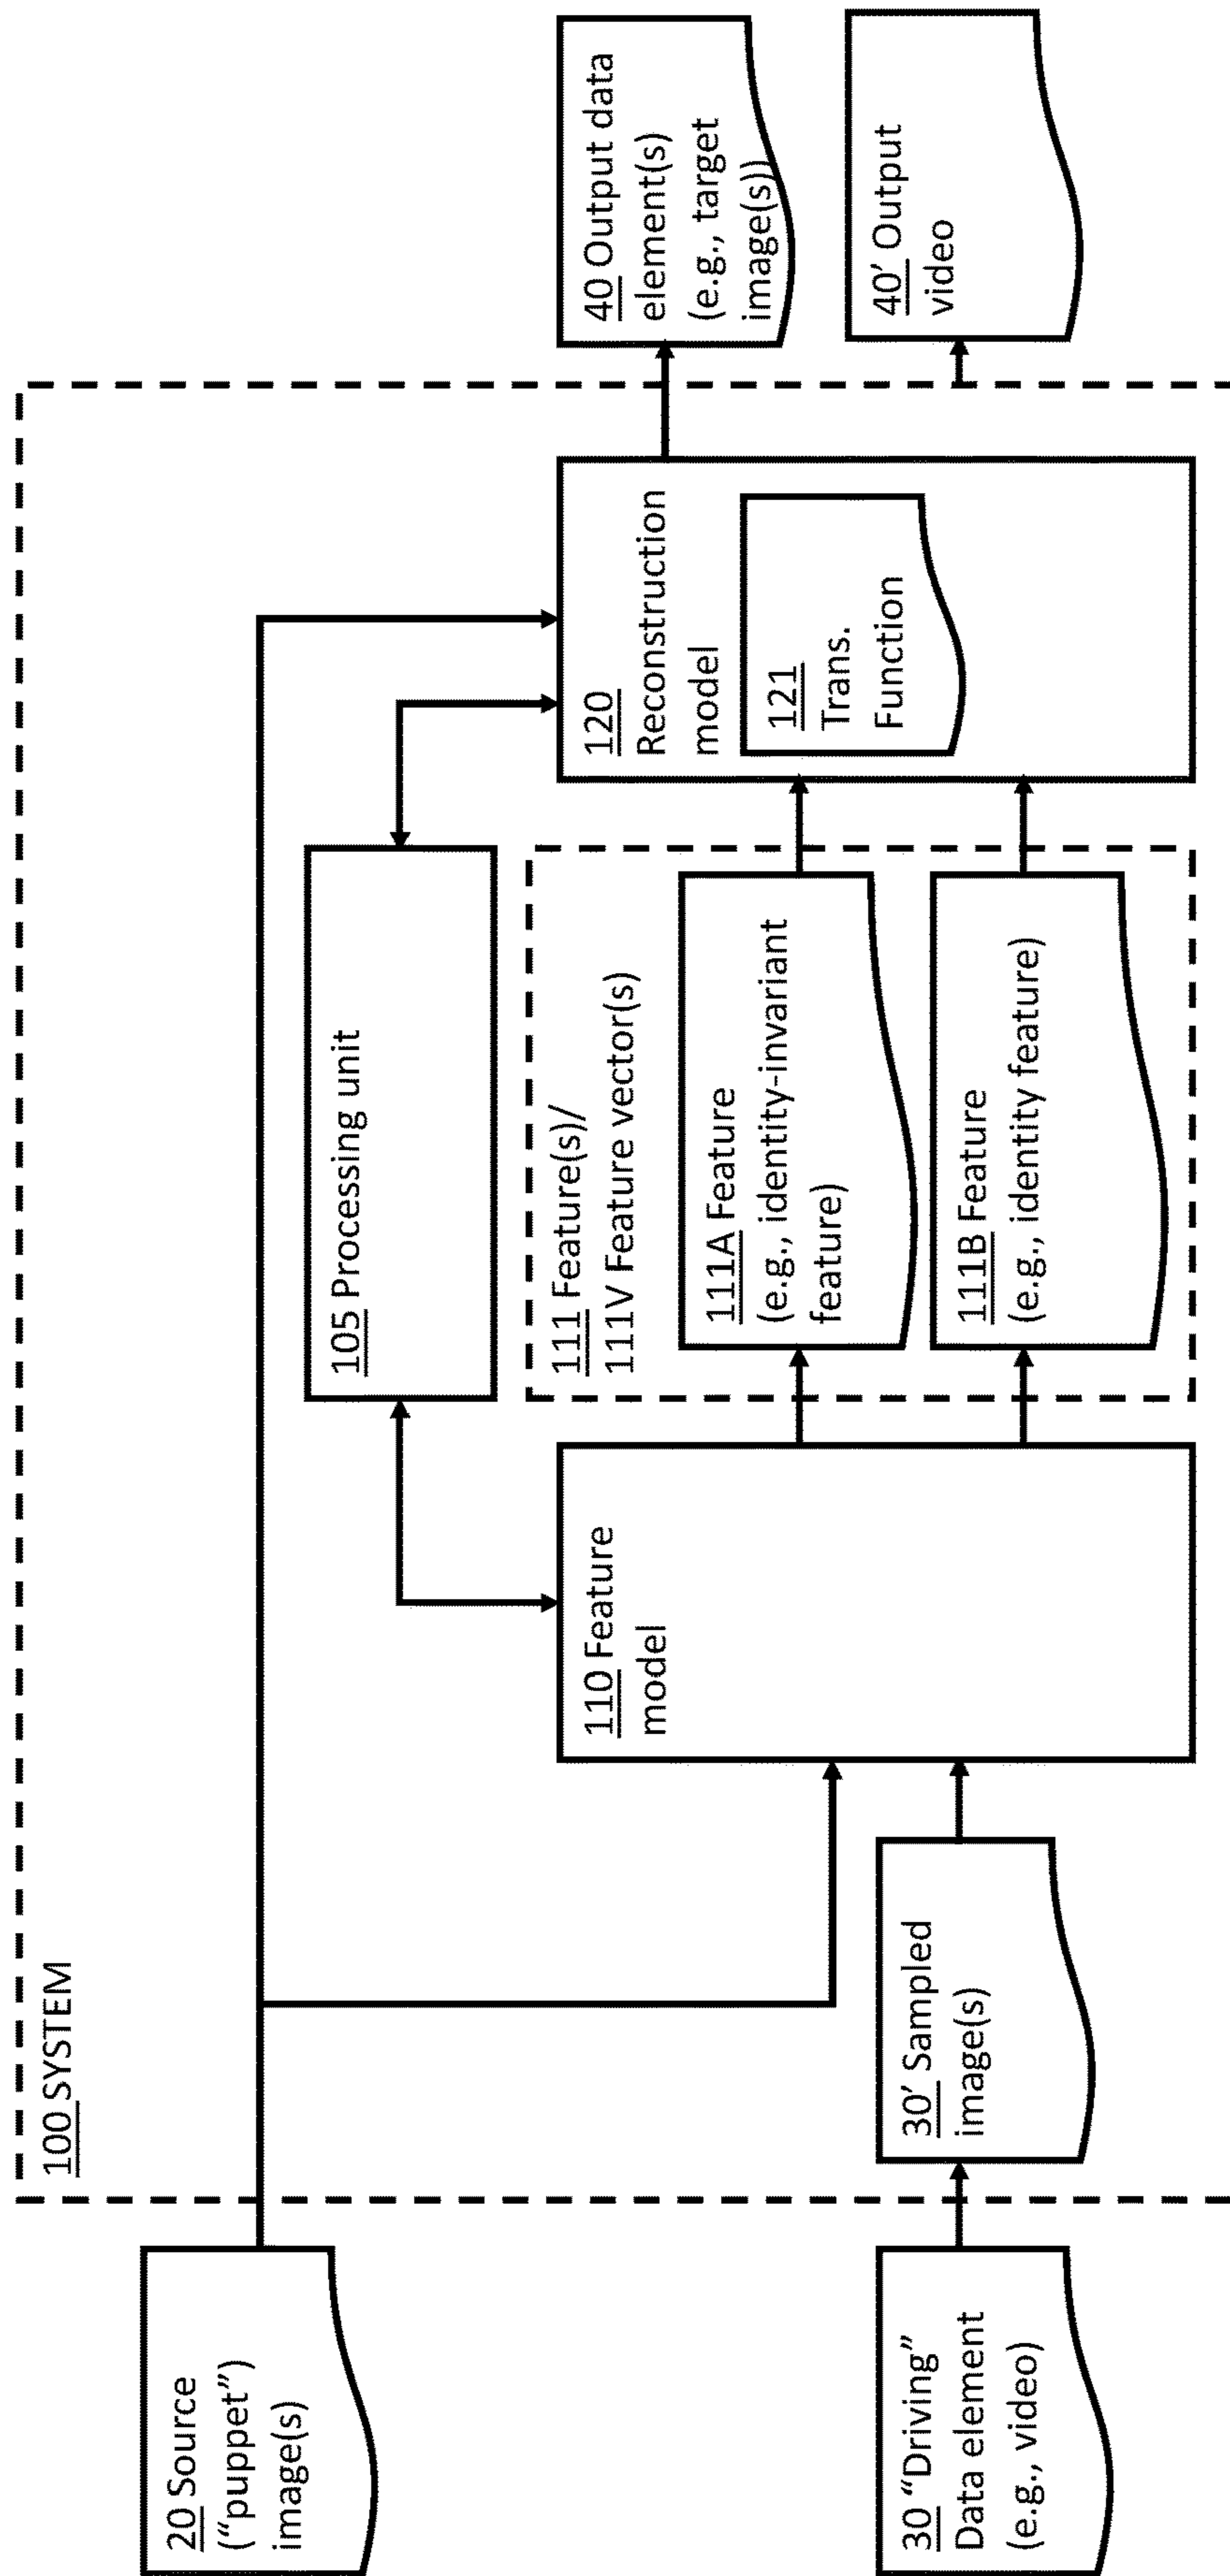 100 SYSTEM
20 Source
(“puppet”)
image(s)
30 “Driving”
Data element
(e.g., video)
30’ Sampled
image(s)
110 Feature
model
105 Processing unit
111 Feature(s)/
111V Feature vector(s)
111A Feature
(e.g., identity-invariant
feature)
111B Feature
(e.g., identity feature)
120
Reconstruction
model
121
Trans.
Function
40 Output data
element(s)
(e.g., target
image(s))
40’ Output
video